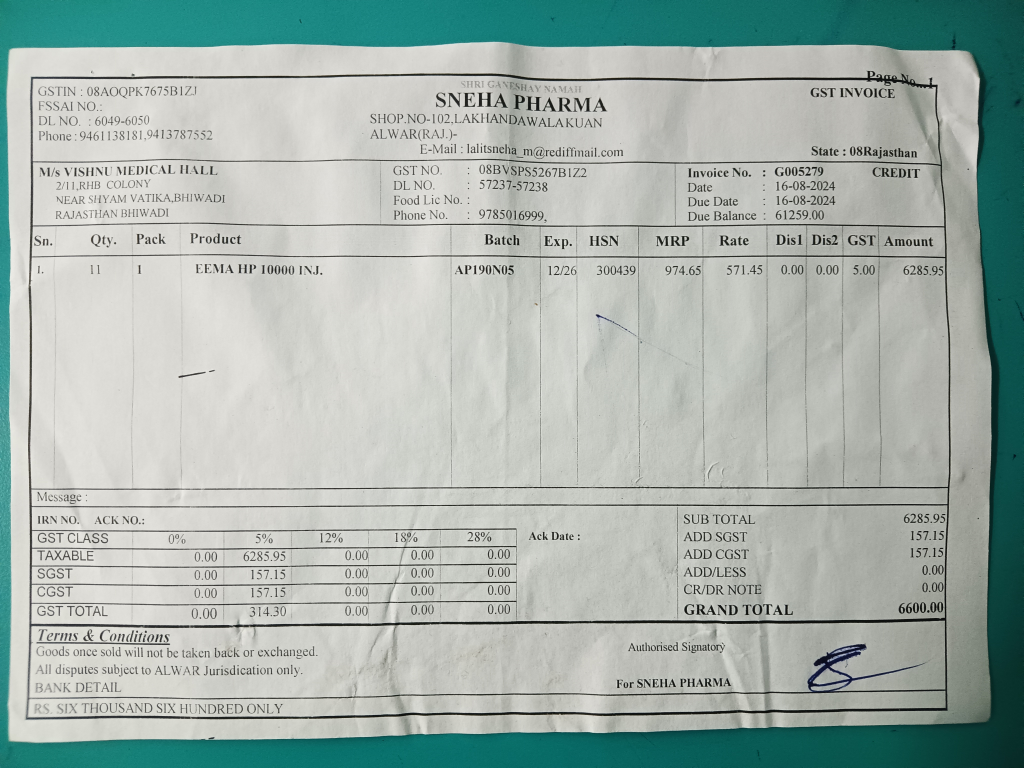 Page No...1
GSTIN : 08AOQPK7675B1ZJ
FSSAI NO.:
DL NO. : 6049-6050
Phone : 9461138181,9413787552
SHRI GANESHAY NAMAH
SNEHA PHARMA
SHOP.NO-102,LAKHANDAWALA KUAN
ALWAR(RAJ.)-
E-Mail : lalitsneha_m@rediffmail.com
GST INVOICE
State : 08Rajasthan
M/s VISHNU MEDICAL HALL
2/11,RHB COLONY
NEAR SHYAM VATIKA,BHIWADI
RAJASTHAN BHIWADI
GST NO. : 08BVSPS5267B1Z2
DL NO. : 57237-57238
Food Lic No. :
Phone No. : 9785016999,
Invoice No. : G005279 CREDIT
Date : 16-08-2024
Due Date : 16-08-2024
Due Balance : 61259.00
Sn. Qty. Pack Product Batch Exp. HSN MRP Rate Dis1 Dis2 GST Amount
1. 11 1 EEMA HP 10000 INJ. AP190N05 12/26 300439 974.65 571.45 0.00 0.00 5.00 6285.95
Message :
IRN NO. ACK NO.:
Ack Date :
GST CLASS 0% 5% 12% 18% 28%
TAXABLE 0.00 6285.95 0.00 0.00 0.00
SGST 0.00 157.15 0.00 0.00 0.00
CGST 0.00 157.15 0.00 0.00 0.00
GST TOTAL 0.00 314.30 0.00 0.00 0.00
SUB TOTAL 6285.95
ADD SGST 157.15
ADD CGST 157.15
ADD/LESS 0.00
CR/DR NOTE 0.00
GRAND TOTAL 6600.00
Terms & Conditions
Goods once sold will not be taken back or exchanged.
All disputes subject to ALWAR Jurisdication only.
BANK DETAIL
Authorised Signatory
For SNEHA PHARMA
RS. SIX THOUSAND SIX HUNDRED ONLY